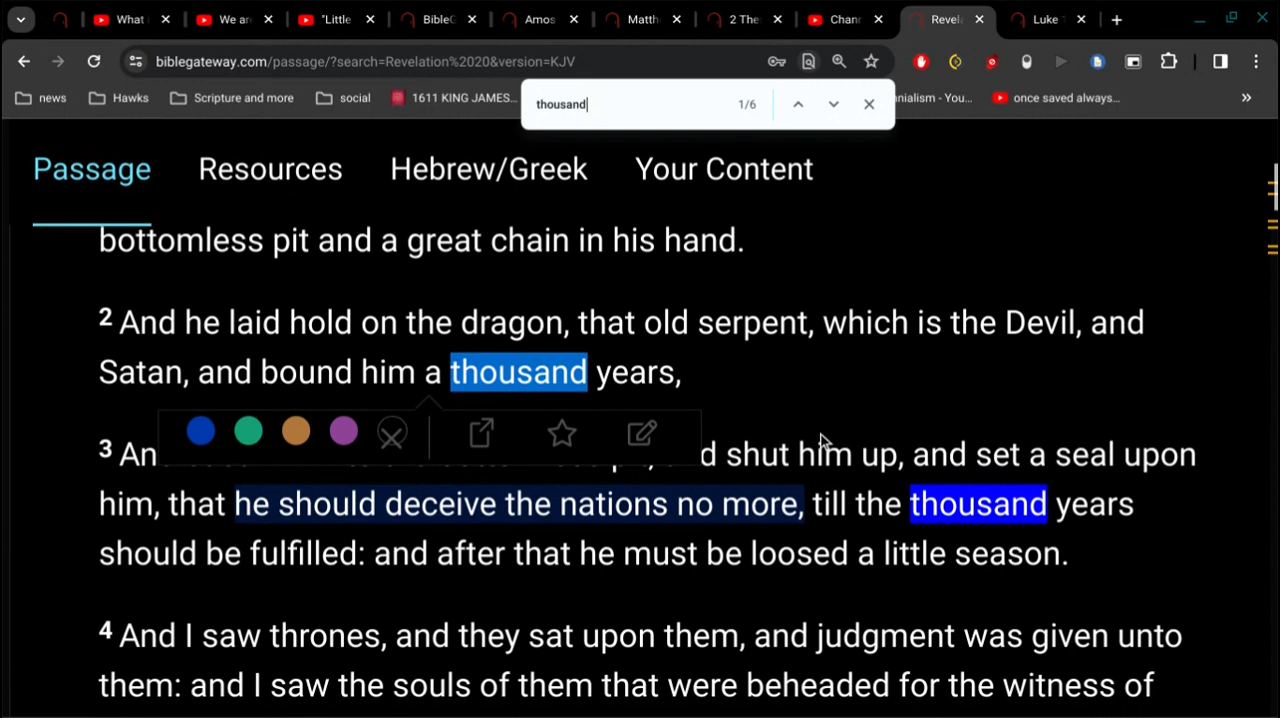 What
We ar
"Little
BibleG
Amos
Matth
2 The
Chann
Revel
Luke
biblegateway.com/passage/?search=Revelation%2020&version=KJV
news
Hawks
Scripture and more
social
1611 KING JAMES...
thousand
1/6
nialism - You...
once saved always...
Passage
Resources
Hebrew/Greek
Your Content
bottomless pit and a great chain in his hand.
2 And he laid hold on the dragon, that old serpent, which is the Devil, and
Satan, and bound him a thousand years,
3 An d shut him up, and set a seal upon
him, that he should deceive the nations no more, till the thousand years
should be fulfilled: and after that he must be loosed a little season.
4 And I saw thrones, and they sat upon them, and judgment was given unto
them: and I saw the souls of them that were beheaded for the witness of